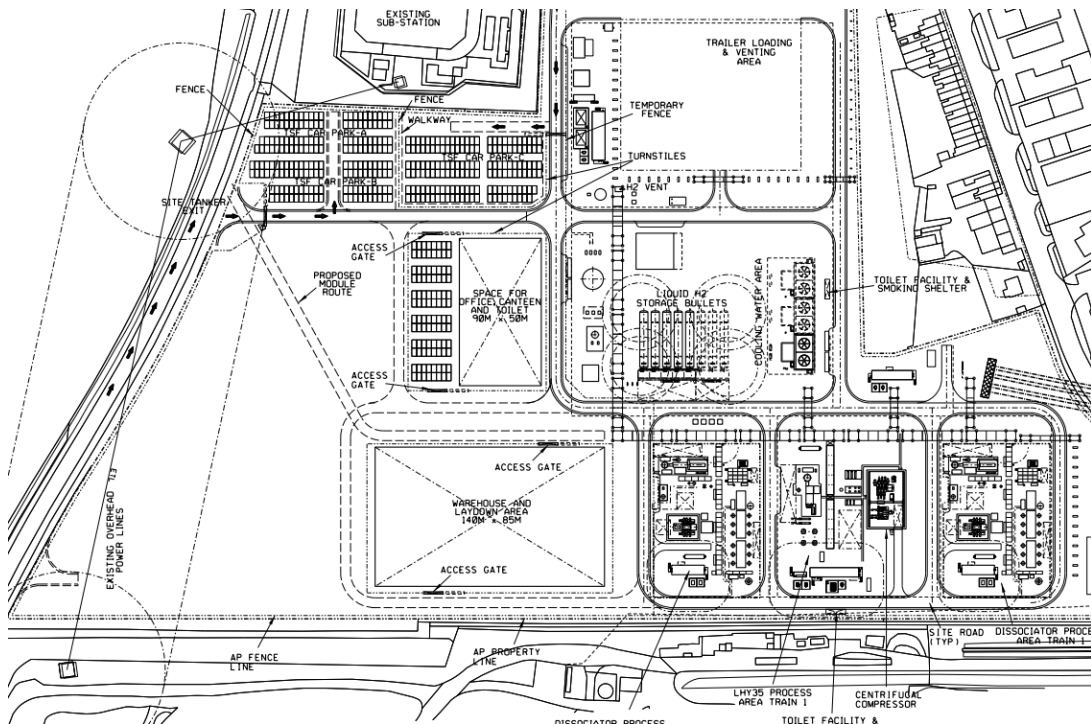 EXISTING
SUB-STATION
TRAILER LOADING
& VENTING
AREA
FENCE
FENCE
WALKWAY
TEMPORARY
FENCE
TSF CAR PARK-A
TSF CAR PARK-C
TURNSTILES
TSF CAR PARK-B
H2 VENT
SITE TANKER
EXIT
ACCESS
GATE
PROPOSED
MODULE
ROUTE
SPACE FOR
OFFICE, CANTEEN
AND TOILET
90M x 50M
LIQUID H2
STORAGE BULLETS
COOLING WATER AREA
TOILET FACILITY &
SMOKING SHELTER
ACCESS
GATE
ACCESS GATE
WAREHOUSE AND
LAYDOWN AREA
140M x 85M
EXISTING OVERHEAD
POWER LINES
ACCESS GATE
AP FENCE
LINE
AP PROPERTY
LINE
SITE ROAD
(TYP)
DISSOCIATOR PROCE
AREA TRAIN 1
LHY35 PROCESS
AREA TRAIN 1
CENTRIFUGAL
COMPRESSOR
DISSOCIATOR PROCESS
TOILET FACILITY &